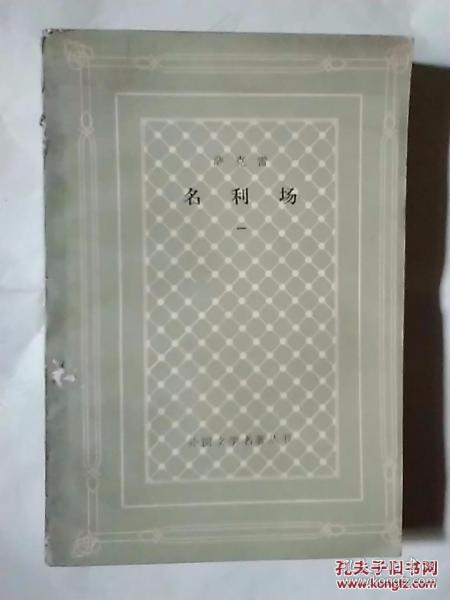 萨克雷
名利场
一
外国文学名著丛书
孔夫子旧书网
www.kongfz.com